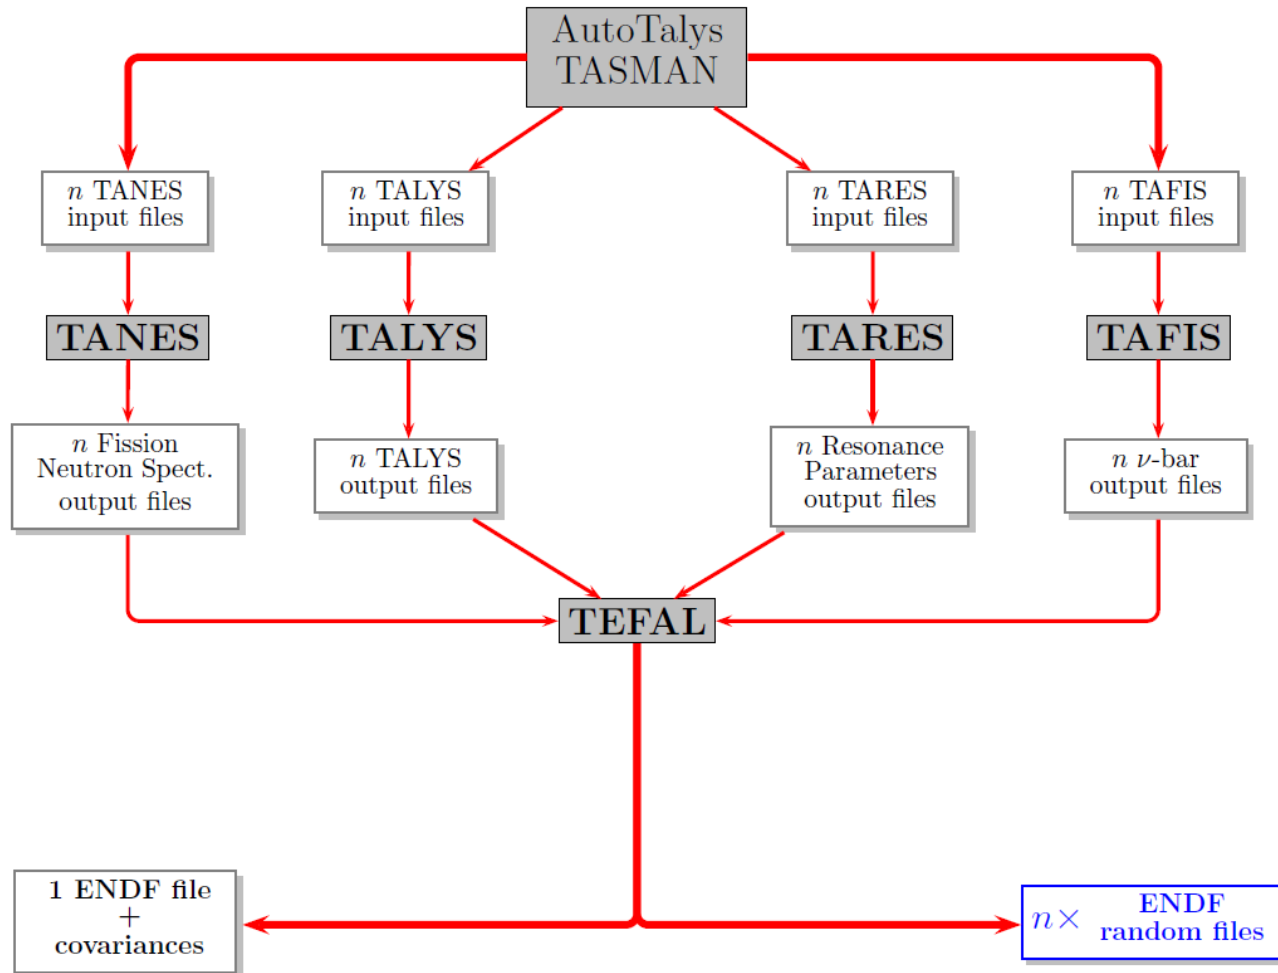 AutoTalys
TASMAN
n TANES
input files
n TALYS
input files
n TARES
input files
n TAFIS
input files
TANES
TALYS
TARES
TAFIS
n Fission
Neutron Spect.
output files
n TALYS
output files
n Resonance
Parameters
output files
n ν-bar
output files
TEFAL
1 ENDF file
+
covariances
n× ENDF
random files